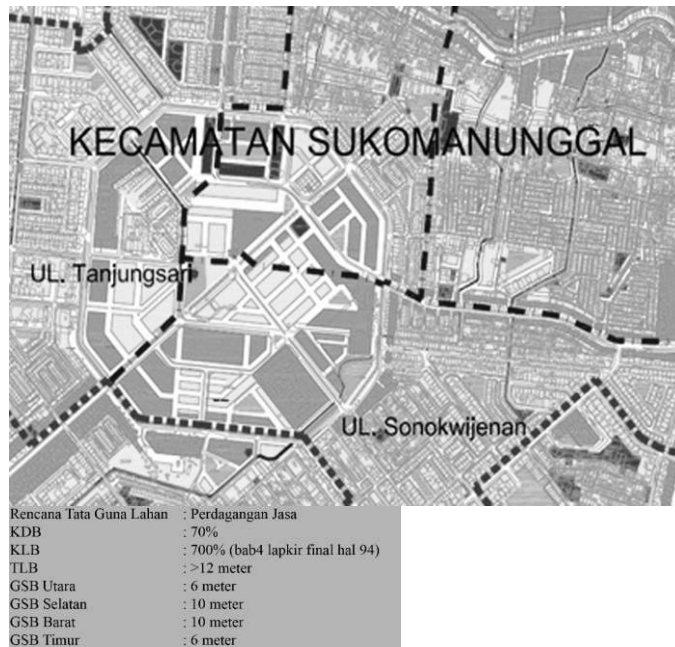 KECAMATAN SUKOMANUNGGAL
UL. Tanjungsari
UL. Sonokwijenan
Rencana Tata Guna Lahan : Perdagangan Jasa
KDB : 70%
KLB : 700% (bab4 lapkir final hal 94)
TLB : >12 meter
GSB Utara : 6 meter
GSB Selatan : 10 meter
GSB Barat : 10 meter
GSB Timur : 6 meter